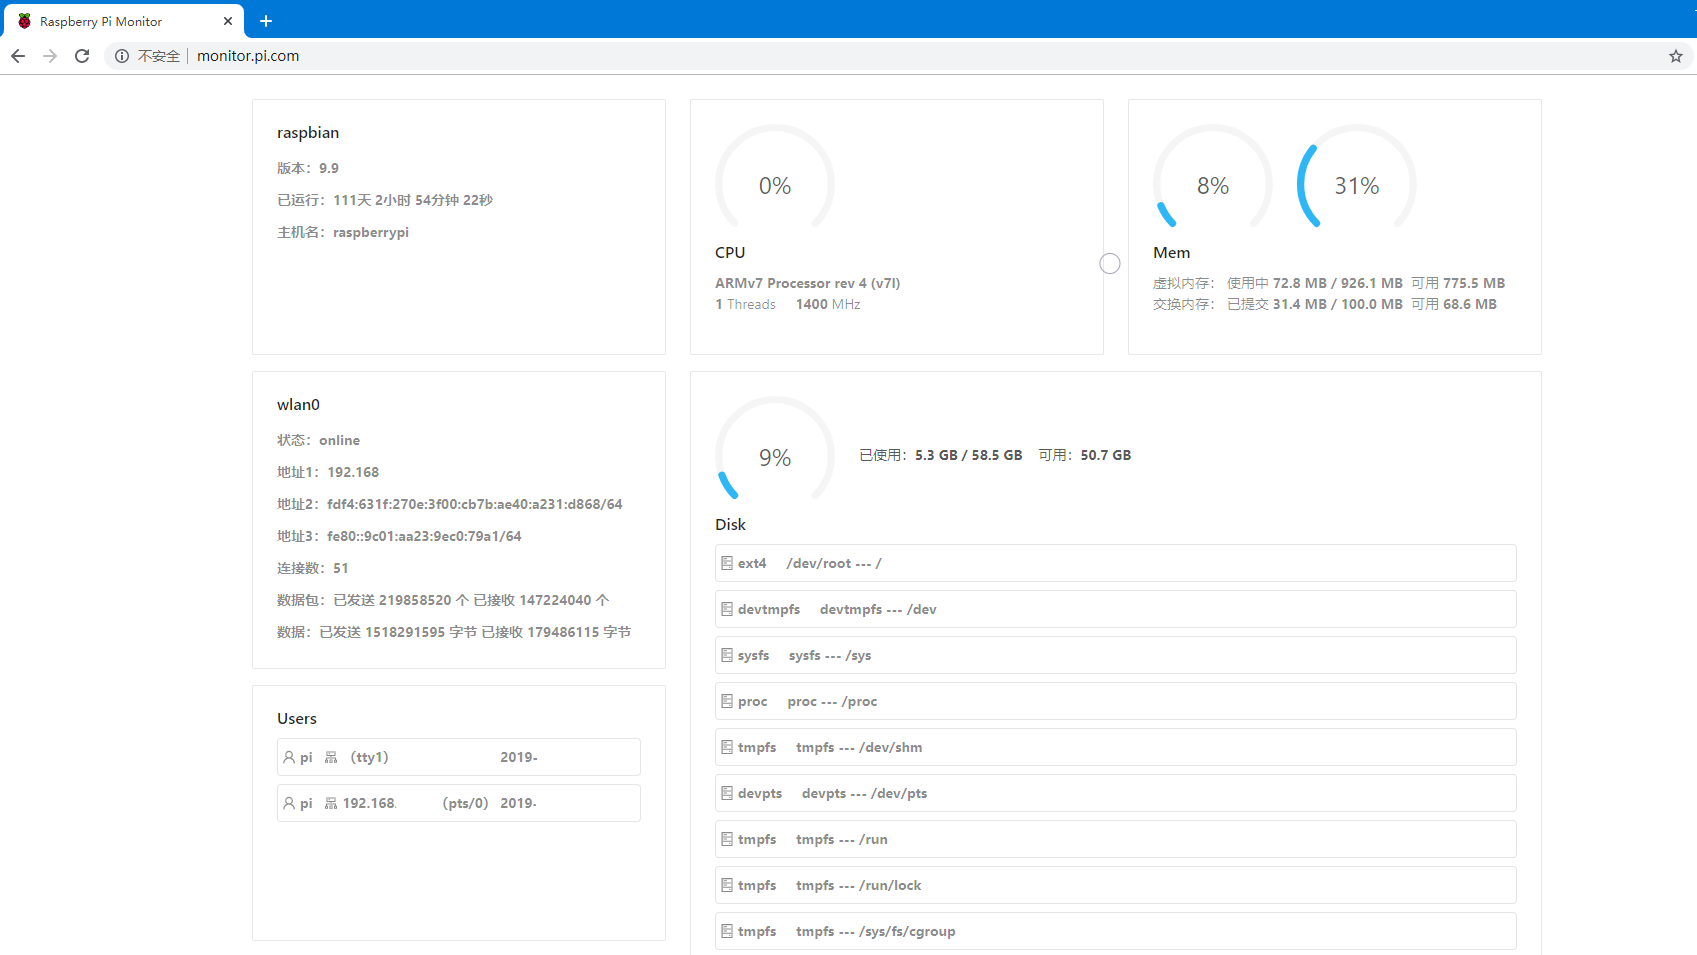 Raspberry Pi Monitor
不安全 monitor.pi.com
raspbian
版本：9.9
已运行：111天 2小时 54分钟 22秒
主机名：raspberrypi
0%
CPU
ARMv7 Processor rev 4 (v7l)
1 Threads 1400 MHz
8% 31%
Mem
虚拟内存： 使用中 72.8 MB / 926.1 MB 可用 775.5 MB
交换内存： 已提交 31.4 MB / 100.0 MB 可用 68.6 MB
wlan0
状态：online
地址1：192.168
地址2：fdf4:631f:270e:3f00:cb7b:ae40:a231:d868/64
地址3：fe80::9c01:aa23:9ec0:79a1/64
连接数：51
数据包：已发送 219858520 个 已接收 147224040 个
数据：已发送 1518291595 字节 已接收 179486115 字节
Users
pi （tty1） 2019-
pi 192.168. （pts/0） 2019-
9%
已使用：5.3 GB / 58.5 GB 可用：50.7 GB
Disk
ext4 /dev/root --- /
devtmpfs devtmpfs --- /dev
sysfs sysfs --- /sys
proc proc --- /proc
tmpfs tmpfs --- /dev/shm
devpts devpts --- /dev/pts
tmpfs tmpfs --- /run
tmpfs tmpfs --- /run/lock
tmpfs tmpfs --- /sys/fs/cgroup